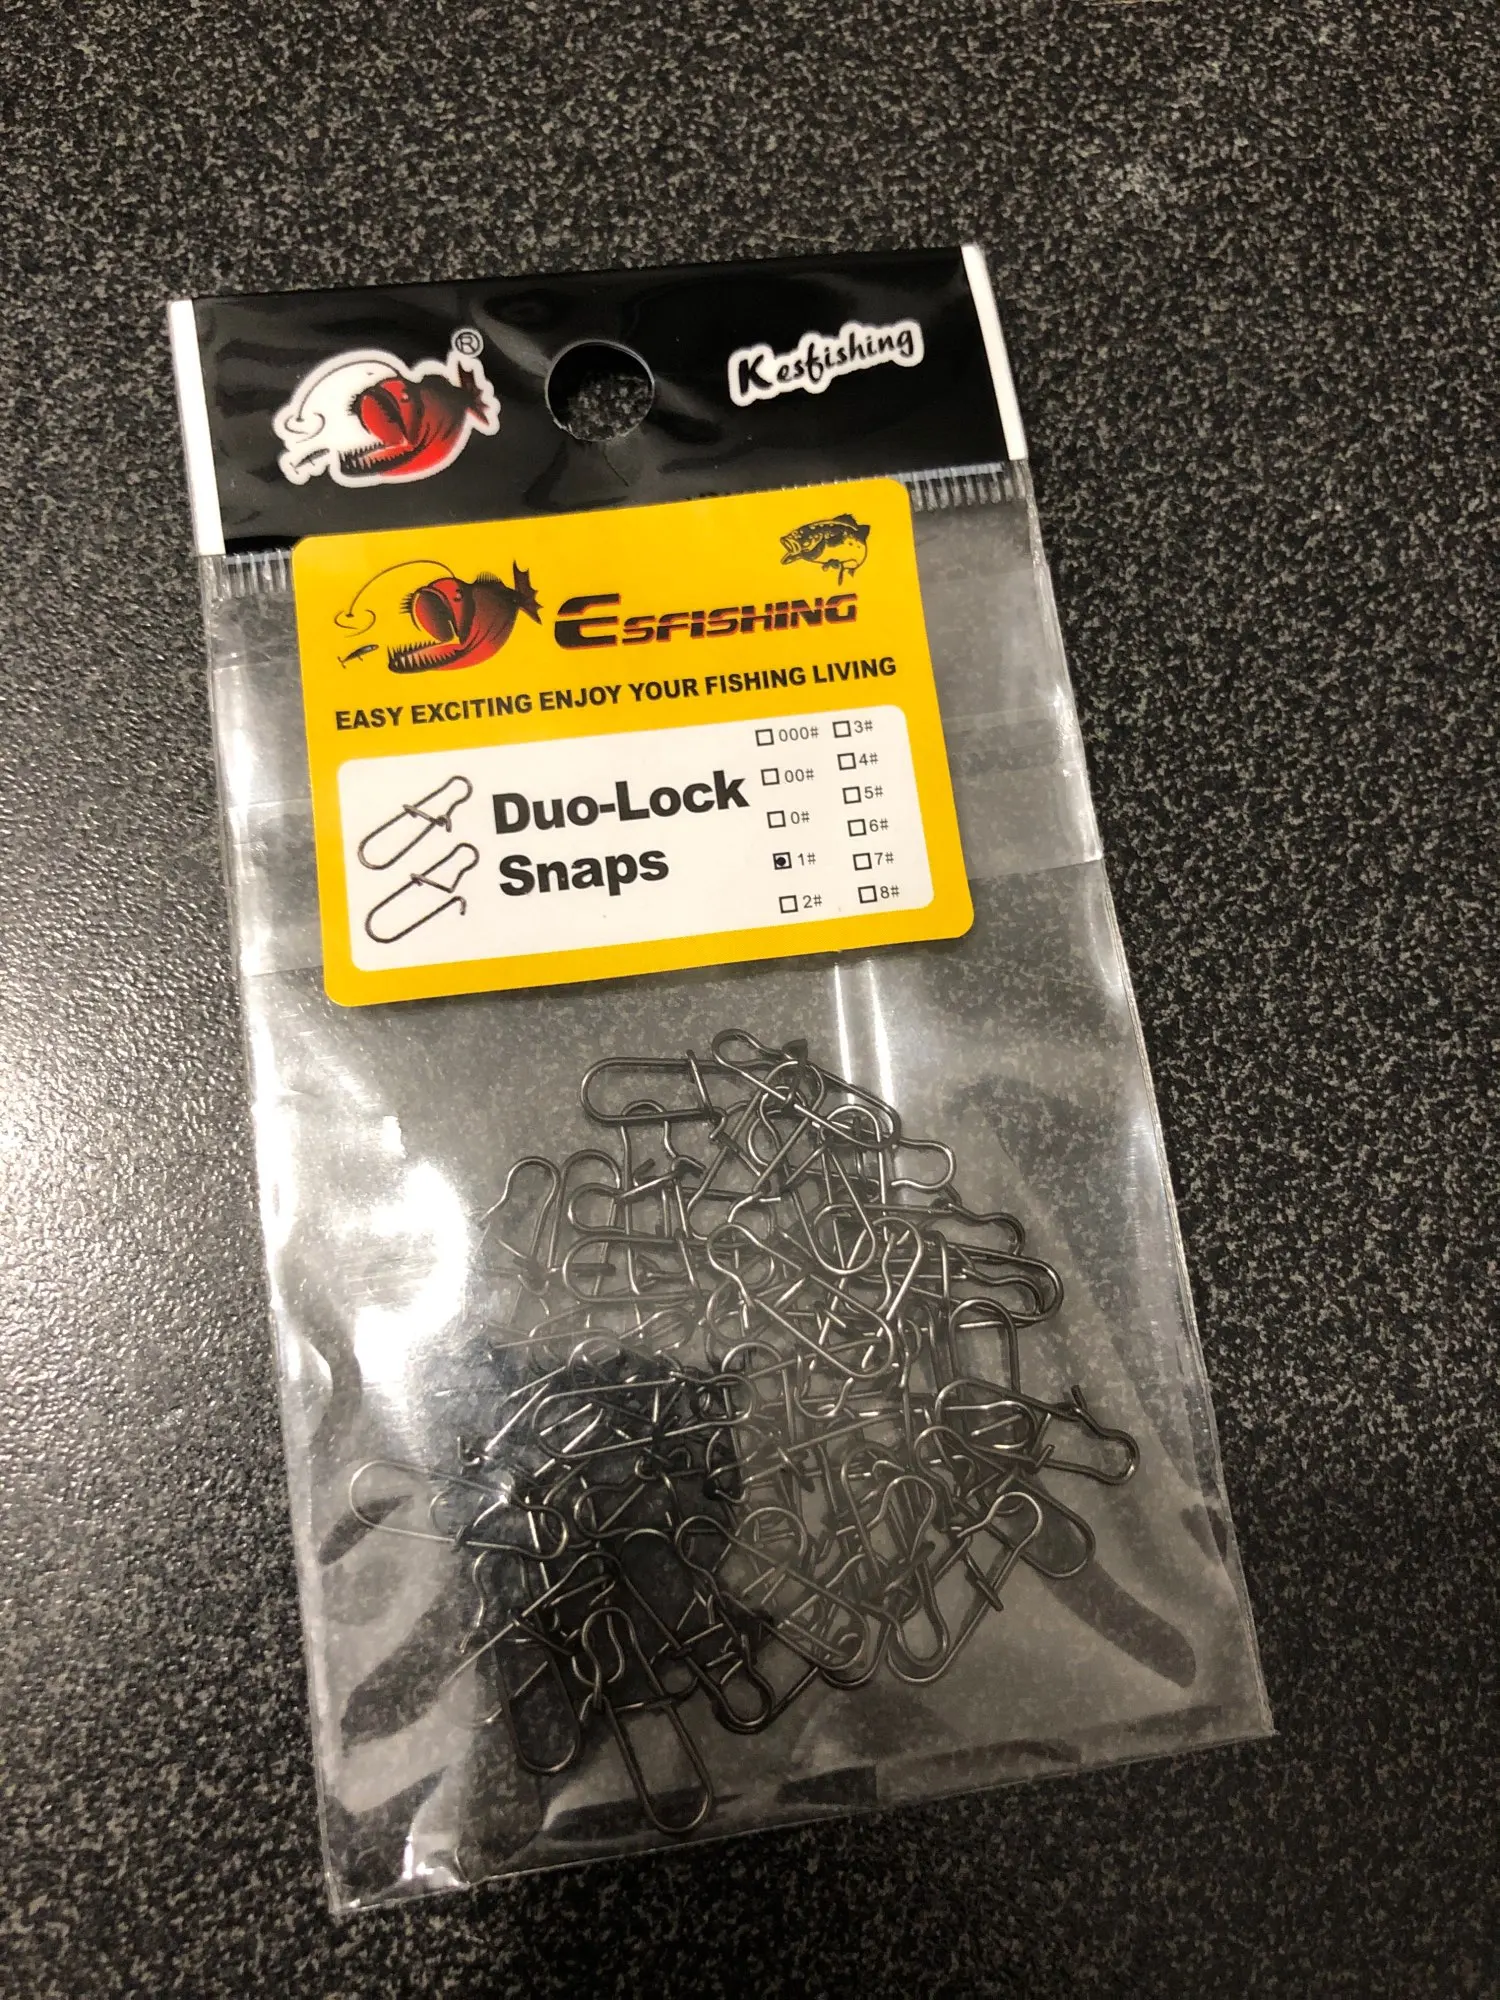 ®
Kesfishing
ESFISHING
EASY EXCITING ENJOY YOUR FISHING LIVING
Duo-Lock
Snaps
000# 3#
00# 4#
0# 5#
1# 6#
2# 7#
8#